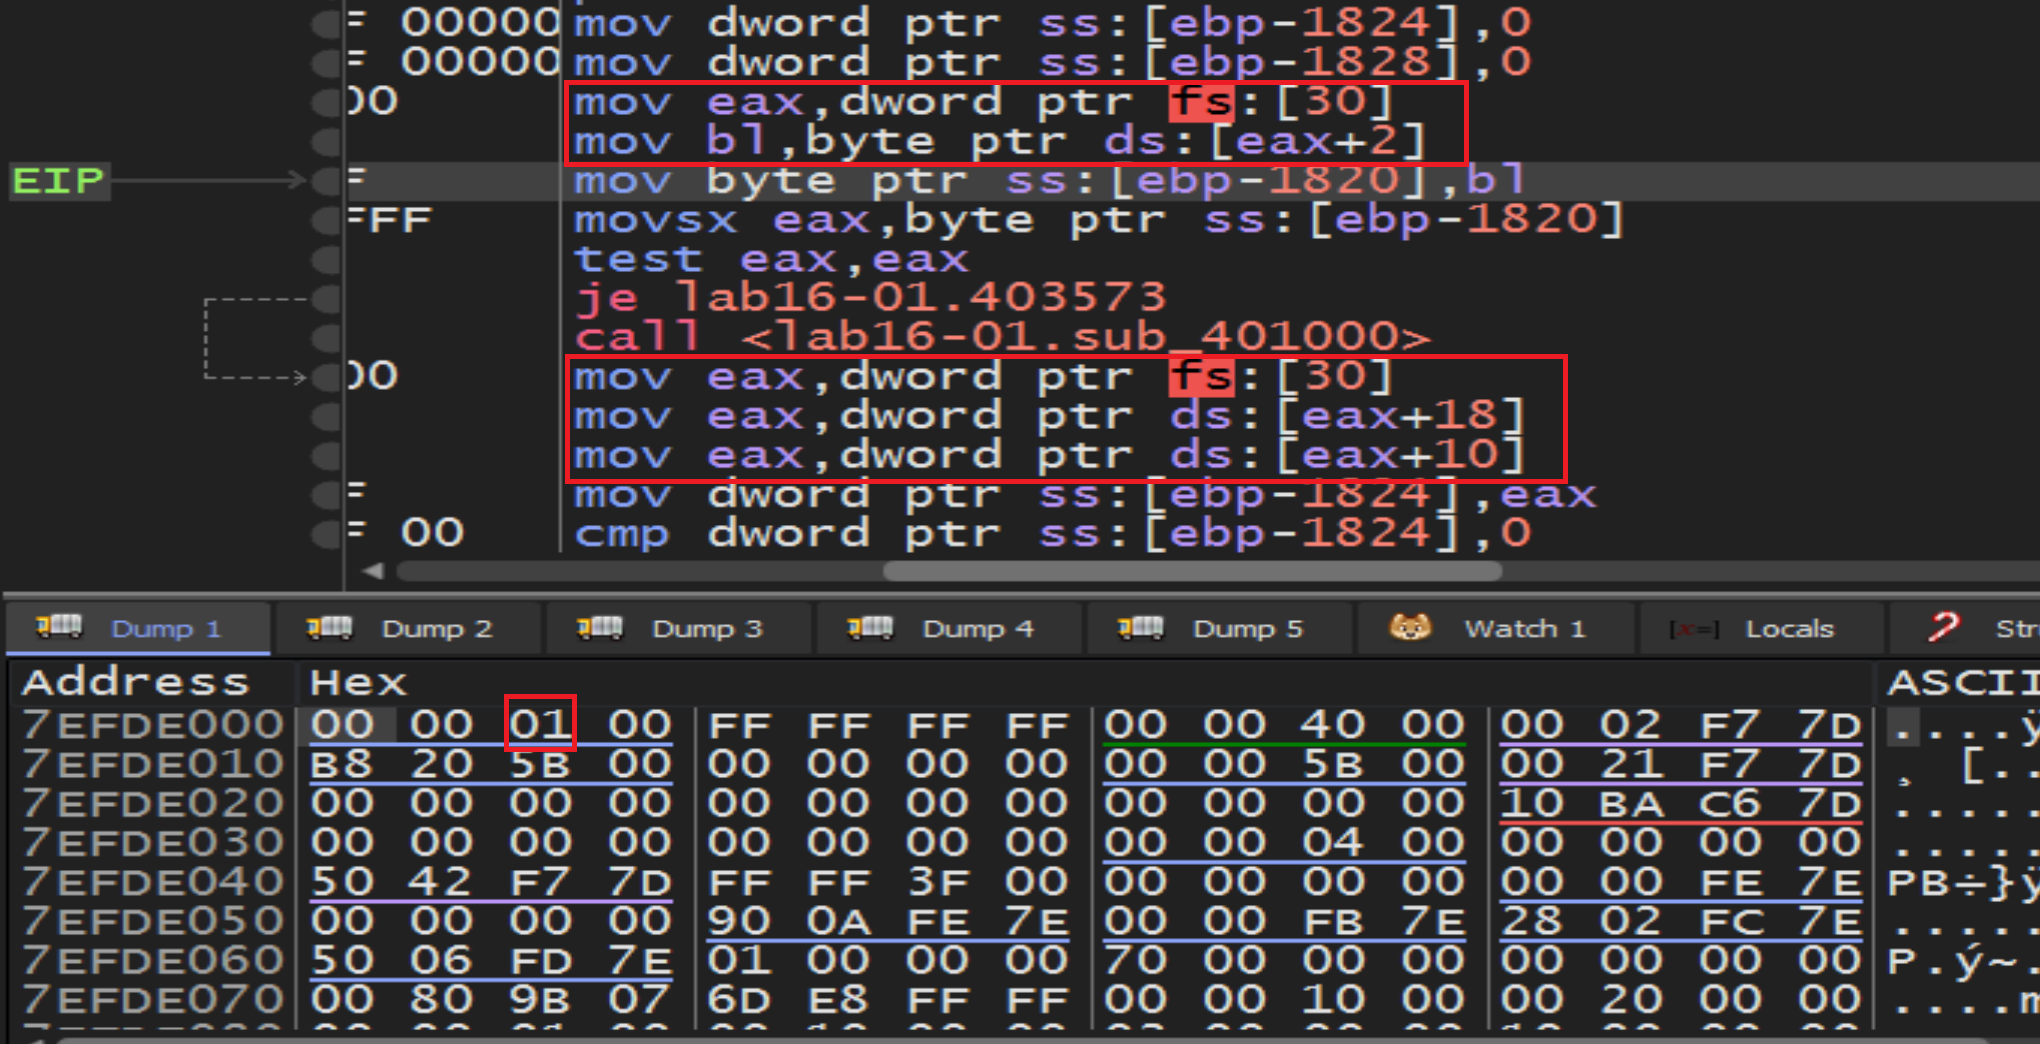 F 00000 mov dword ptr ss:[ebp-1824],0
F 00000 mov dword ptr ss:[ebp-1828],0
00 mov eax,dword ptr fs:[30]
mov bl,byte ptr ds:[eax+2]
EIP F mov byte ptr ss:[ebp-1820],bl
FFF movsx eax,byte ptr ss:[ebp-1820]
test eax,eax
je lab16-01.403573
call <lab16-01.sub_401000>
00 mov eax,dword ptr fs:[30]
mov eax,dword ptr ds:[eax+18]
mov eax,dword ptr ds:[eax+10]
F mov dword ptr ss:[ebp-1824],eax
F 00 cmp dword ptr ss:[ebp-1824],0
Dump 1 Dump 2 Dump 3 Dump 4 Dump 5 Watch 1 [x=] Locals Str
Address Hex ASCII
7EFDE000 00 00 01 00 FF FF FF FF 00 00 40 00 00 02 F7 7D ....ÿ
7EFDE010 B8 20 5B 00 00 00 00 00 00 00 5B 00 00 21 F7 7D ¸ [..
7EFDE020 00 00 00 00 00 00 00 00 00 00 00 00 10 BA C6 7D .....
7EFDE030 00 00 00 00 00 00 00 00 00 00 04 00 00 00 00 00 .....
7EFDE040 50 42 F7 7D FF FF 3F 00 00 00 00 00 00 00 FE 7E PB÷}ÿ
7EFDE050 00 00 00 00 90 0A FE 7E 00 00 FB 7E 28 02 FC 7E .....
7EFDE060 50 06 FD 7E 01 00 00 00 70 00 00 00 00 00 00 00 P.ý~.
7EFDE070 00 80 9B 07 6D E8 FF FF 00 00 10 00 00 20 00 00 ....m